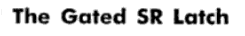 The Gated SR Latch